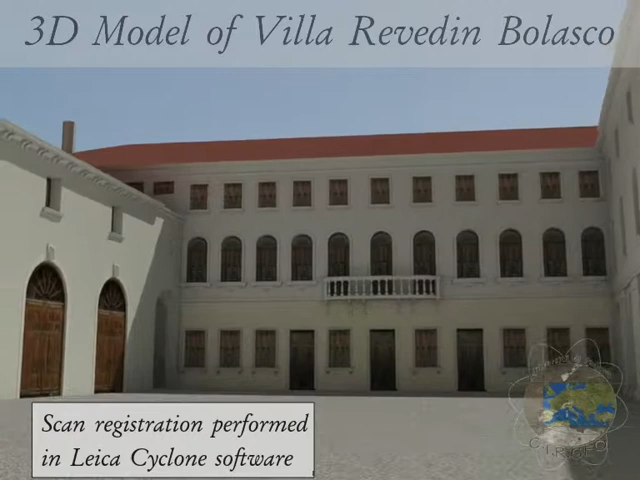 3D Model of Villa Revedin Bolasco
Scan registration performed
in Leica Cyclone software